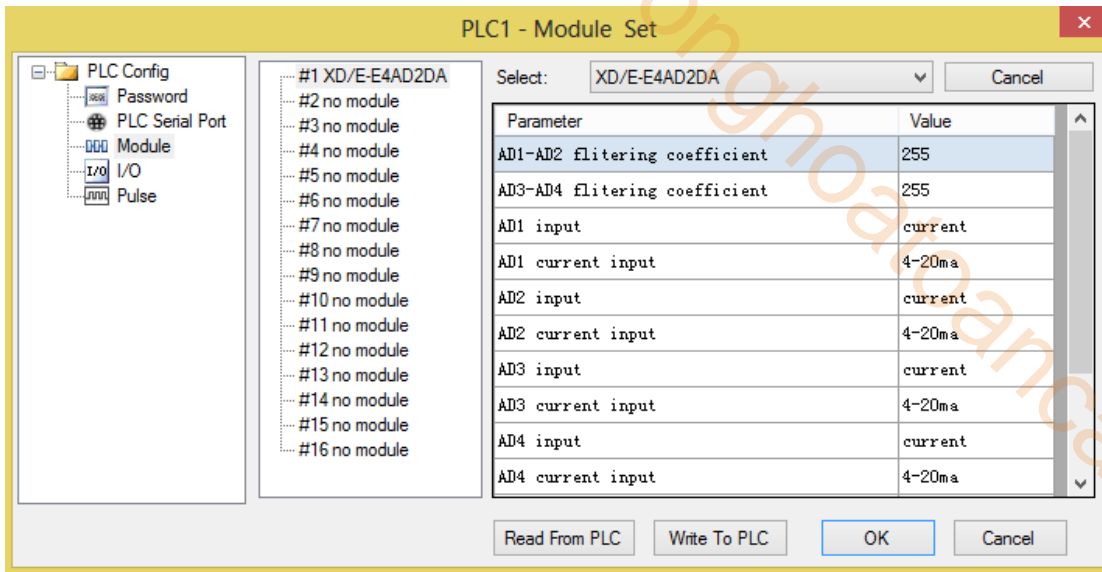 PLC1 - Module Set
PLC Config
Password
PLC Serial Port
Module
I/O I/O
Pulse
#1 XD/E-E4AD2DA
#2 no module
#3 no module
#4 no module
#5 no module
#6 no module
#7 no module
#8 no module
#9 no module
#10 no module
#11 no module
#12 no module
#13 no module
#14 no module
#15 no module
#16 no module
Select: XD/E-E4AD2DA Cancel
Parameter Value
AD1-AD2 flitering coefficient 255
AD3-AD4 flitering coefficient 255
AD1 input current
AD1 current input 4-20ma
AD2 input current
AD2 current input 4-20ma
AD3 input current
AD3 current input 4-20ma
AD4 input current
AD4 current input 4-20ma
Read From PLC Write To PLC OK Cancel